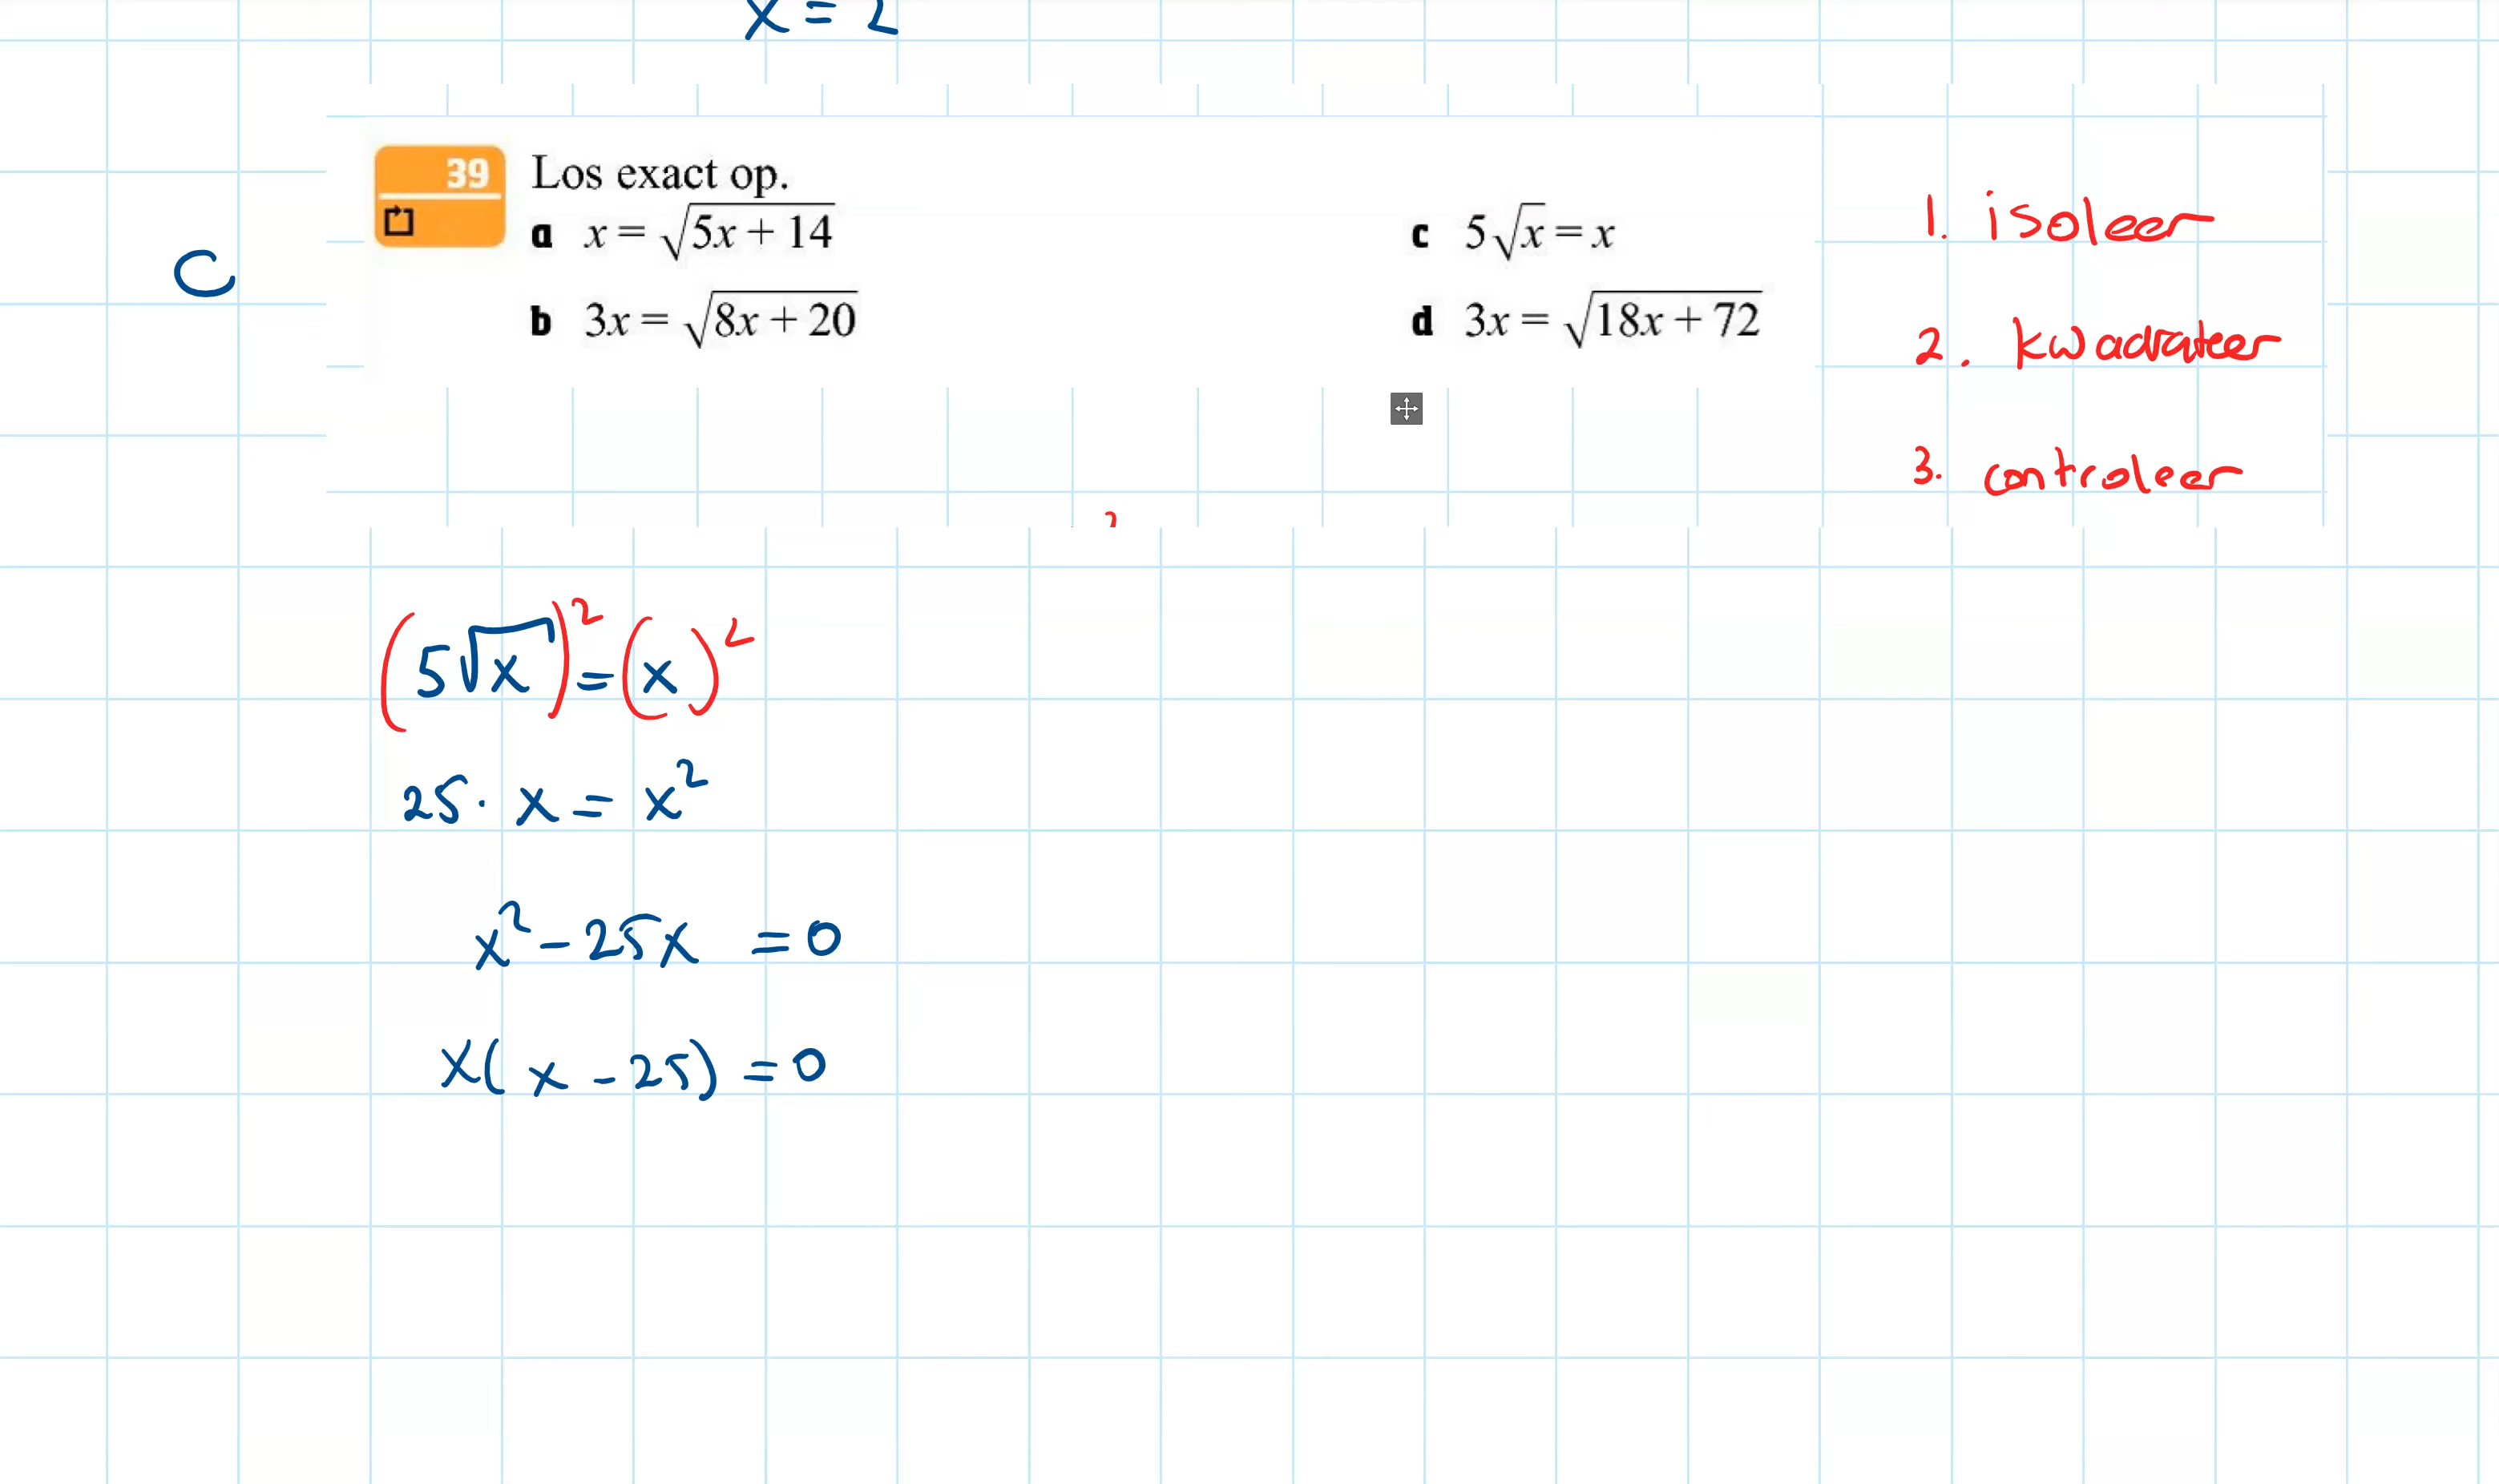 x = 2
39 Los exact op.
a x = √(5x + 14)
c 5√x = x
b 3x = √(8x + 20)
d 3x = √(18x + 72)
1. isoleer
2. kwadrateer
3. controleer
C
(5√x)² = (x)²
25 · x = x²
x² - 25x = 0
x(x - 25) = 0